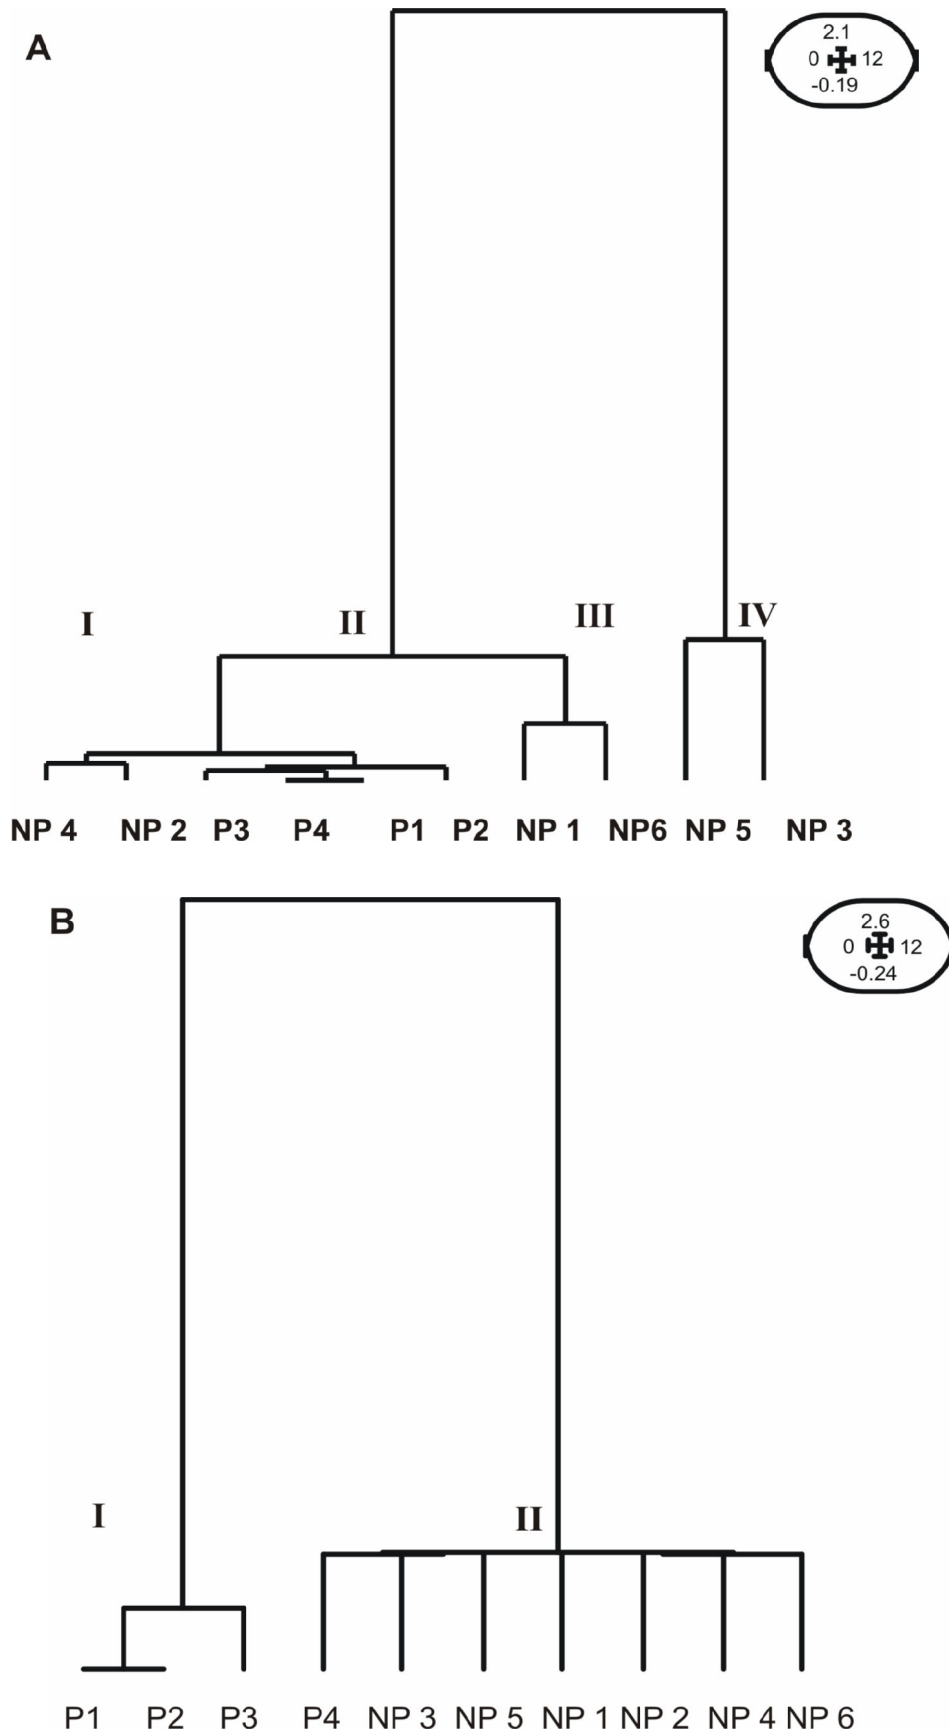 A
2.1
0 12
-0.19
I II III IV
NP 4 NP 2 P3 P4 P1 P2 NP 1 NP6 NP 5 NP 3
B
2.6
0 12
-0.24
I II
P1 P2 P3 P4 NP 3 NP 5 NP 1 NP 2 NP 4 NP 6